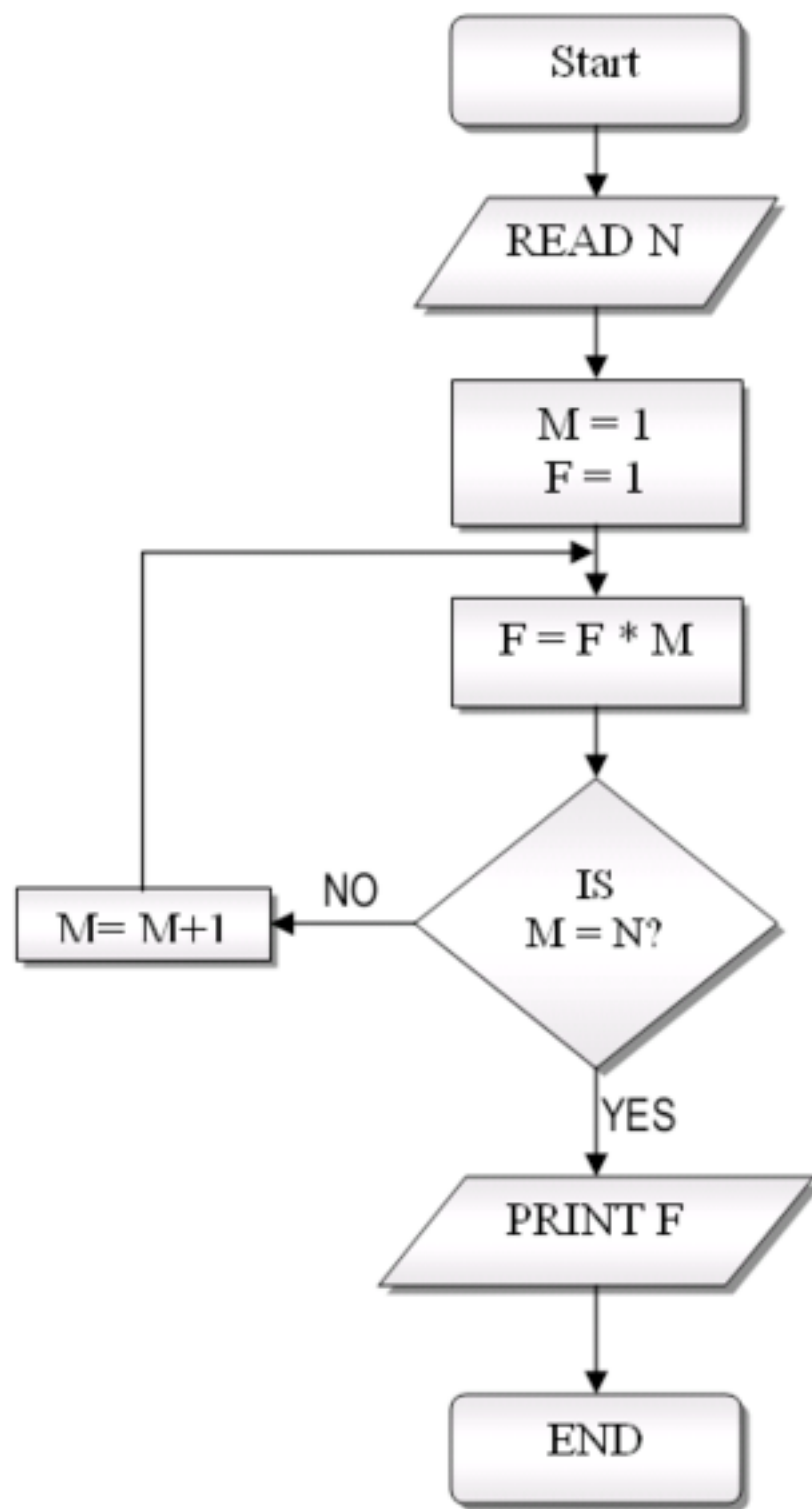 Start
READ N
M = 1
F = 1
F = F * M
IS
M = N?
NO
M= M+1
YES
PRINT F
END